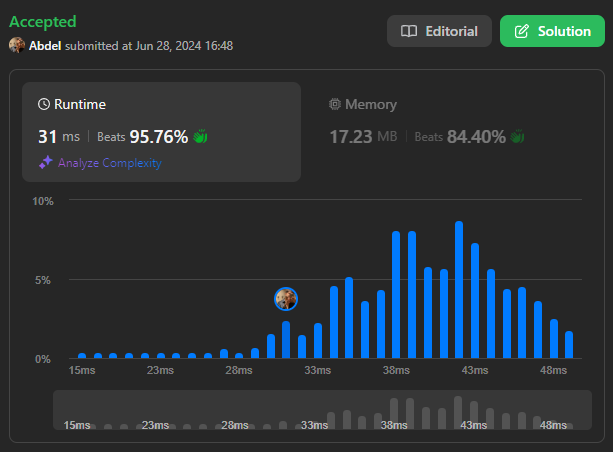 Accepted
Editorial
Solution
Abdel submitted at Jun 28, 2024 16:48
Runtime
31 ms | Beats 95.76%
Analyze Complexity
Memory
17.23 MB | Beats 84.40%
10%
5%
0%
15ms 23ms 28ms 33ms 38ms 43ms 48ms
15ms 23ms 28ms 33ms 38ms 43ms 48ms